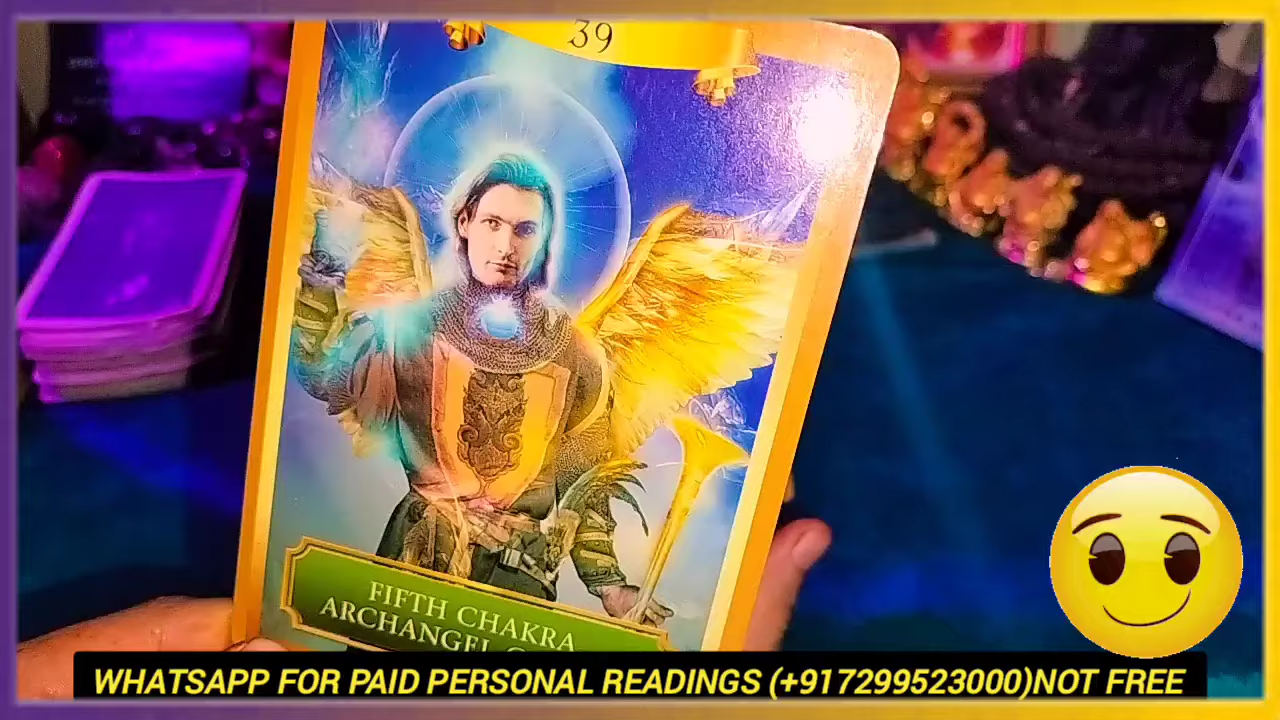 39
FIFTH CHAKRA
ARCHANGEL
WHATSAPP FOR PAID PERSONAL READINGS (+917299523000)NOT FREE